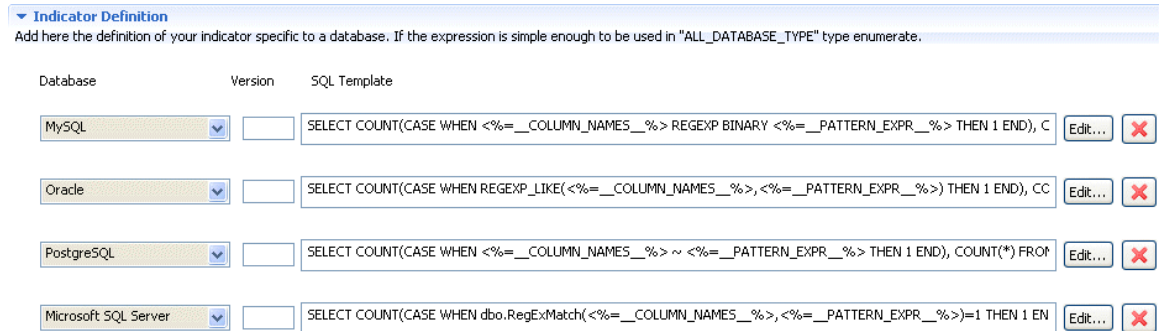 Indicator Definition
Add here the definition of your indicator specific to a database. If the expression is simple enough to be used in "ALL_DATABASE_TYPE" type enumerate.
Database Version SQL Template
MySQL SELECT COUNT(CASE WHEN <%=__COLUMN_NAMES__%> REGEXP BINARY <%=__PATTERN_EXPR__%> THEN 1 END), C Edit...
Oracle SELECT COUNT(CASE WHEN REGEXP_LIKE(<%=__COLUMN_NAMES__%>,<%=__PATTERN_EXPR__%>) THEN 1 END), CC Edit...
PostgreSQL SELECT COUNT(CASE WHEN <%=__COLUMN_NAMES__%> ~ <%=__PATTERN_EXPR__%> THEN 1 END), COUNT(*) FROM Edit...
Microsoft SQL Server SELECT COUNT(CASE WHEN dbo.RegExMatch(<%=__COLUMN_NAMES__%>,<%=__PATTERN_EXPR__%>)=1 THEN 1 EN Edit...